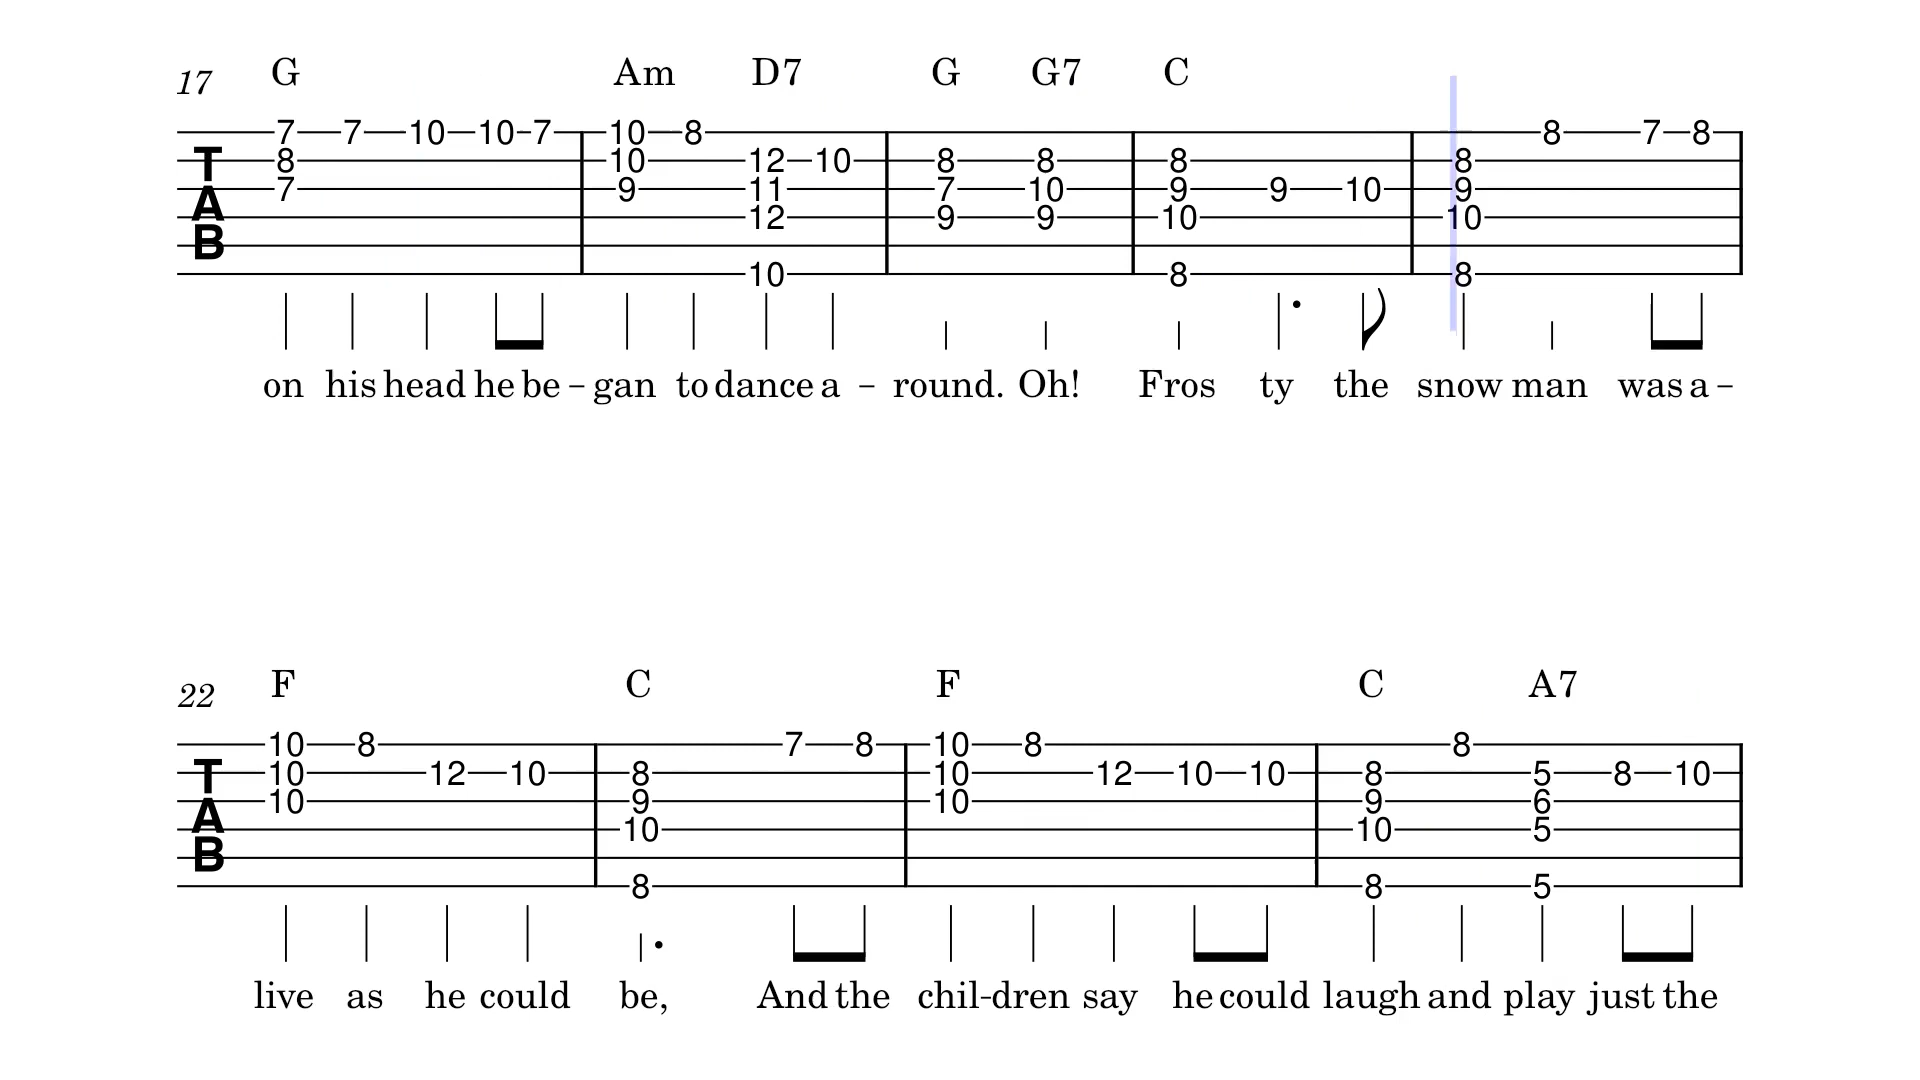 17 G Am D7 G G7 C
7 7 10 10 7 10 8 8 7 8
8 10 12 10 8 8 8 8
7 9 11 7 10 9 9 10 9
12 9 9 10 10
10 8 8
TAB
on his head he be - gan to dance a - round. Oh! Fros ty the snow man was a -
22 F C F C A7
10 8 7 8 10 8 8
10 12 10 8 10 12 10 10 8 5 8 10
10 9 10 9 6
10 10 5
8 8 5
TAB
live as he could be, And the chil-dren say he could laugh and play just the